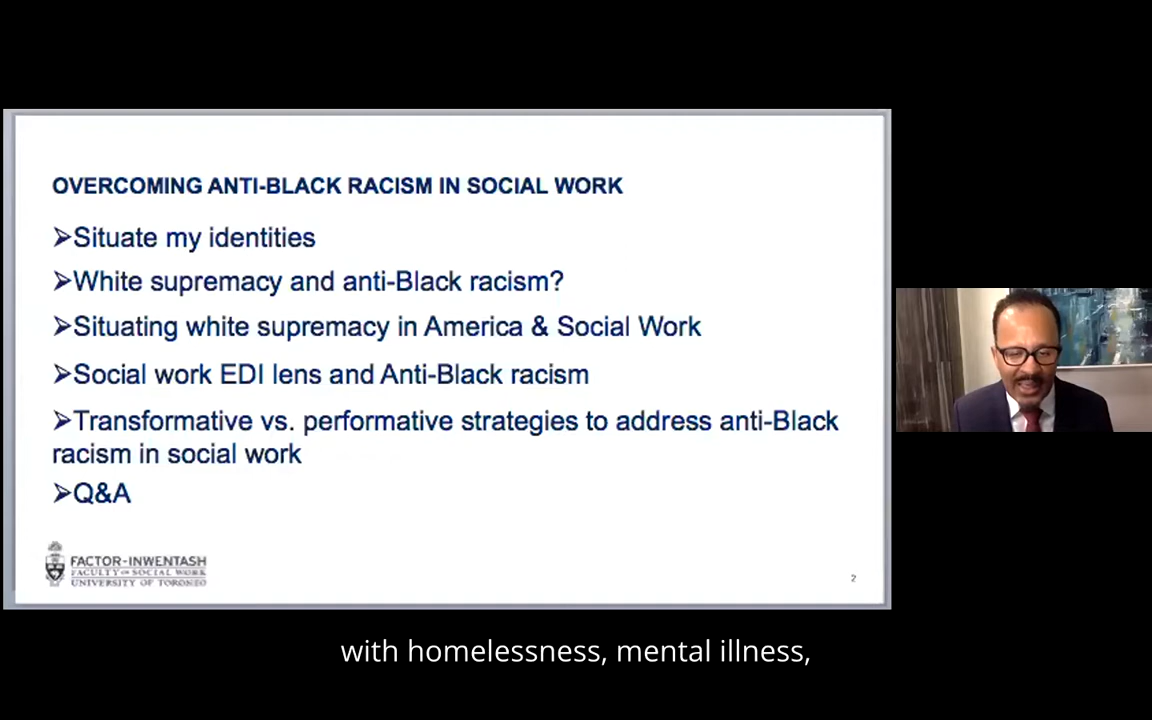 OVERCOMING ANTI-BLACK RACISM IN SOCIAL WORK
➢Situate my identities
➢White supremacy and anti-Black racism?
➢Situating white supremacy in America & Social Work
➢Social work EDI lens and Anti-Black racism
➢Transformative vs. performative strategies to address anti-Black
racism in social work
➢Q&A
FACTOR-INWENTASH
FACULTY OF SOCIAL WORK
UNIVERSITY OF TORONTO
2
with homelessness, mental illness,